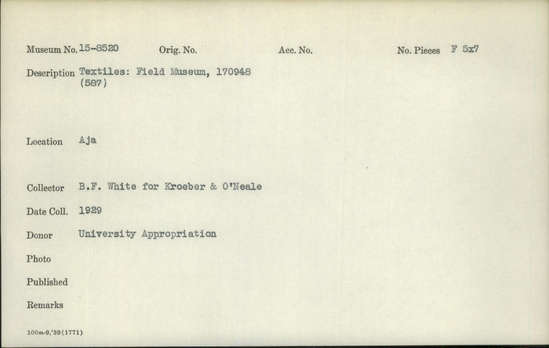 Museum No. 15-8520 Orig. No. Acc. No. No. Pieces F 5x7
Description Textiles: Field Museum, 170948
(587)
Location Aja
Collector B.F. White for Kroeber & O'Neale
Date Coll. 1929
Donor University Appropriation
Photo
Published
Remarks
100m-9,'39(1771)